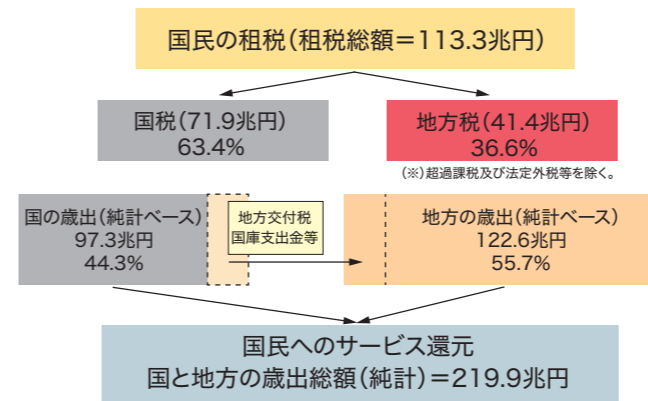 国民の租税(租税総額=113.3兆円)
国税(71.9兆円)
63.4%
地方税(41.4兆円)
36.6%
(※)超過課税及び法定外税等を除く。
国の歳出(純計ベース)
97.3兆円
44.3%
地方交付税
国庫支出金等
地方の歳出(純計ベース)
122.6兆円
55.7%
国民へのサービス還元
国と地方の歳出総額(純計)=219.9兆円